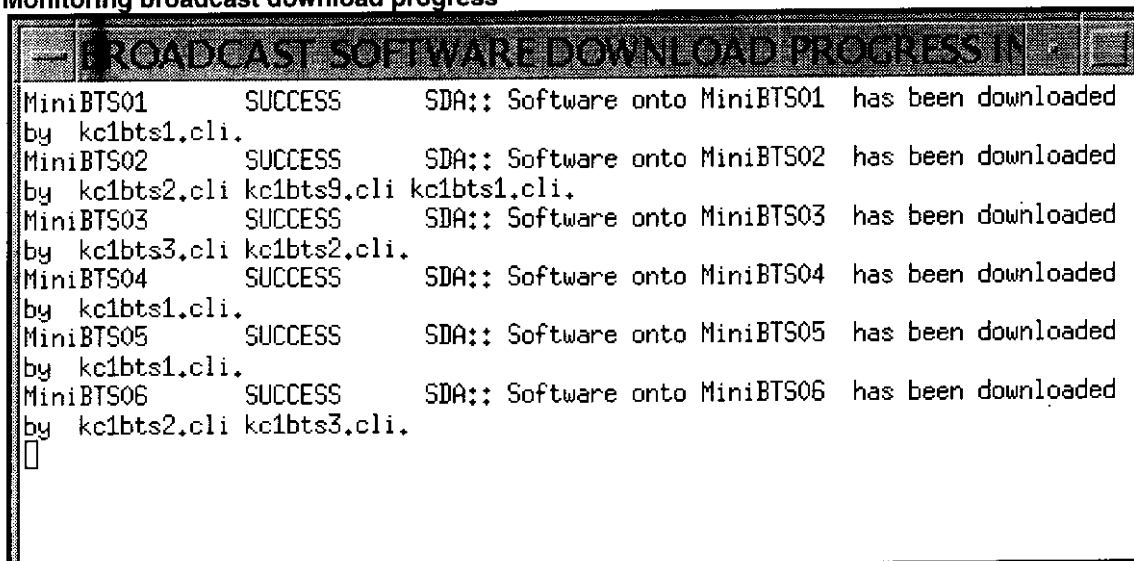 Monitoring broadcast download progress
BROADCAST SOFTWARE DOWNLOAD PROGRESS IN
MiniBTS01 SUCCESS SDA:: Software onto MiniBTS01 has been downloaded
by kc1bts1.cli.
MiniBTS02 SUCCESS SDA:: Software onto MiniBTS02 has been downloaded
by kc1bts2.cli kc1bts9.cli kc1bts1.cli.
MiniBTS03 SUCCESS SDA:: Software onto MiniBTS03 has been downloaded
by kc1bts3.cli kc1bts2.cli.
MiniBTS04 SUCCESS SDA:: Software onto MiniBTS04 has been downloaded
by kc1bts1.cli.
MiniBTS05 SUCCESS SDA:: Software onto MiniBTS05 has been downloaded
by kc1bts1.cli.
MiniBTS06 SUCCESS SDA:: Software onto MiniBTS06 has been downloaded
by kc1bts2.cli kc1bts3.cli.